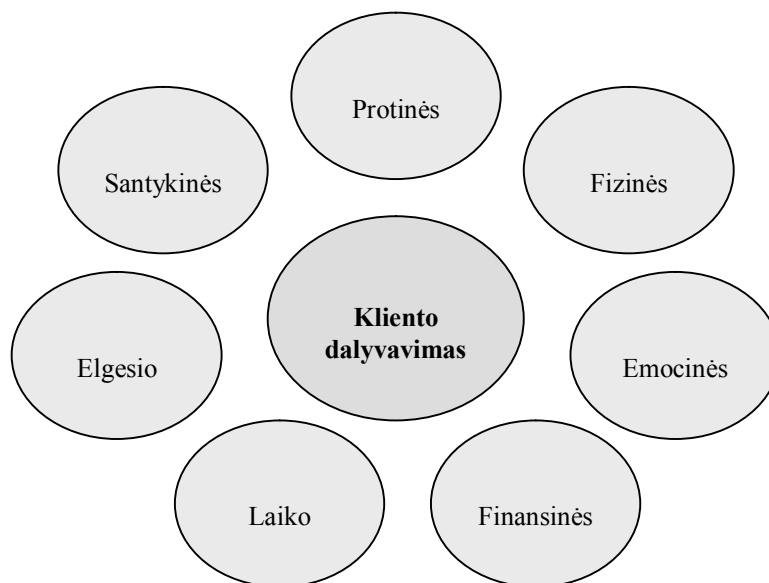 Protinės
Santykinės
Fizinės
Kliento
dalyvavimas
Elgesio
Emocinės
Laiko
Finansinės